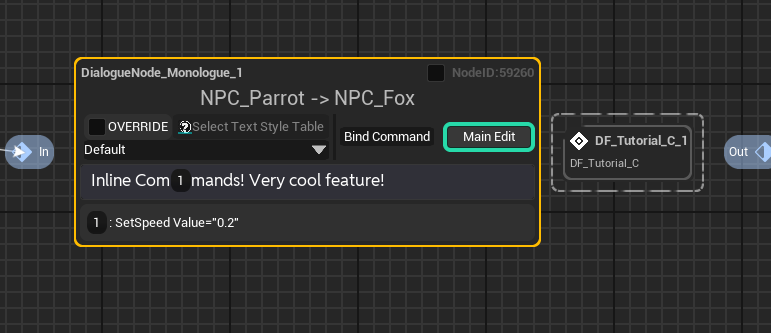 DialogueNode_Monologue_1
NodeID:59260
NPC_Parrot -> NPC_Fox
OVERRIDE
Select Text Style Table
Default
Bind Command
Main Edit
In
Inline Com 1 mands! Very cool feature!
1 : SetSpeed Value="0.2"
DF_Tutorial_C_1
DF_Tutorial_C
Out